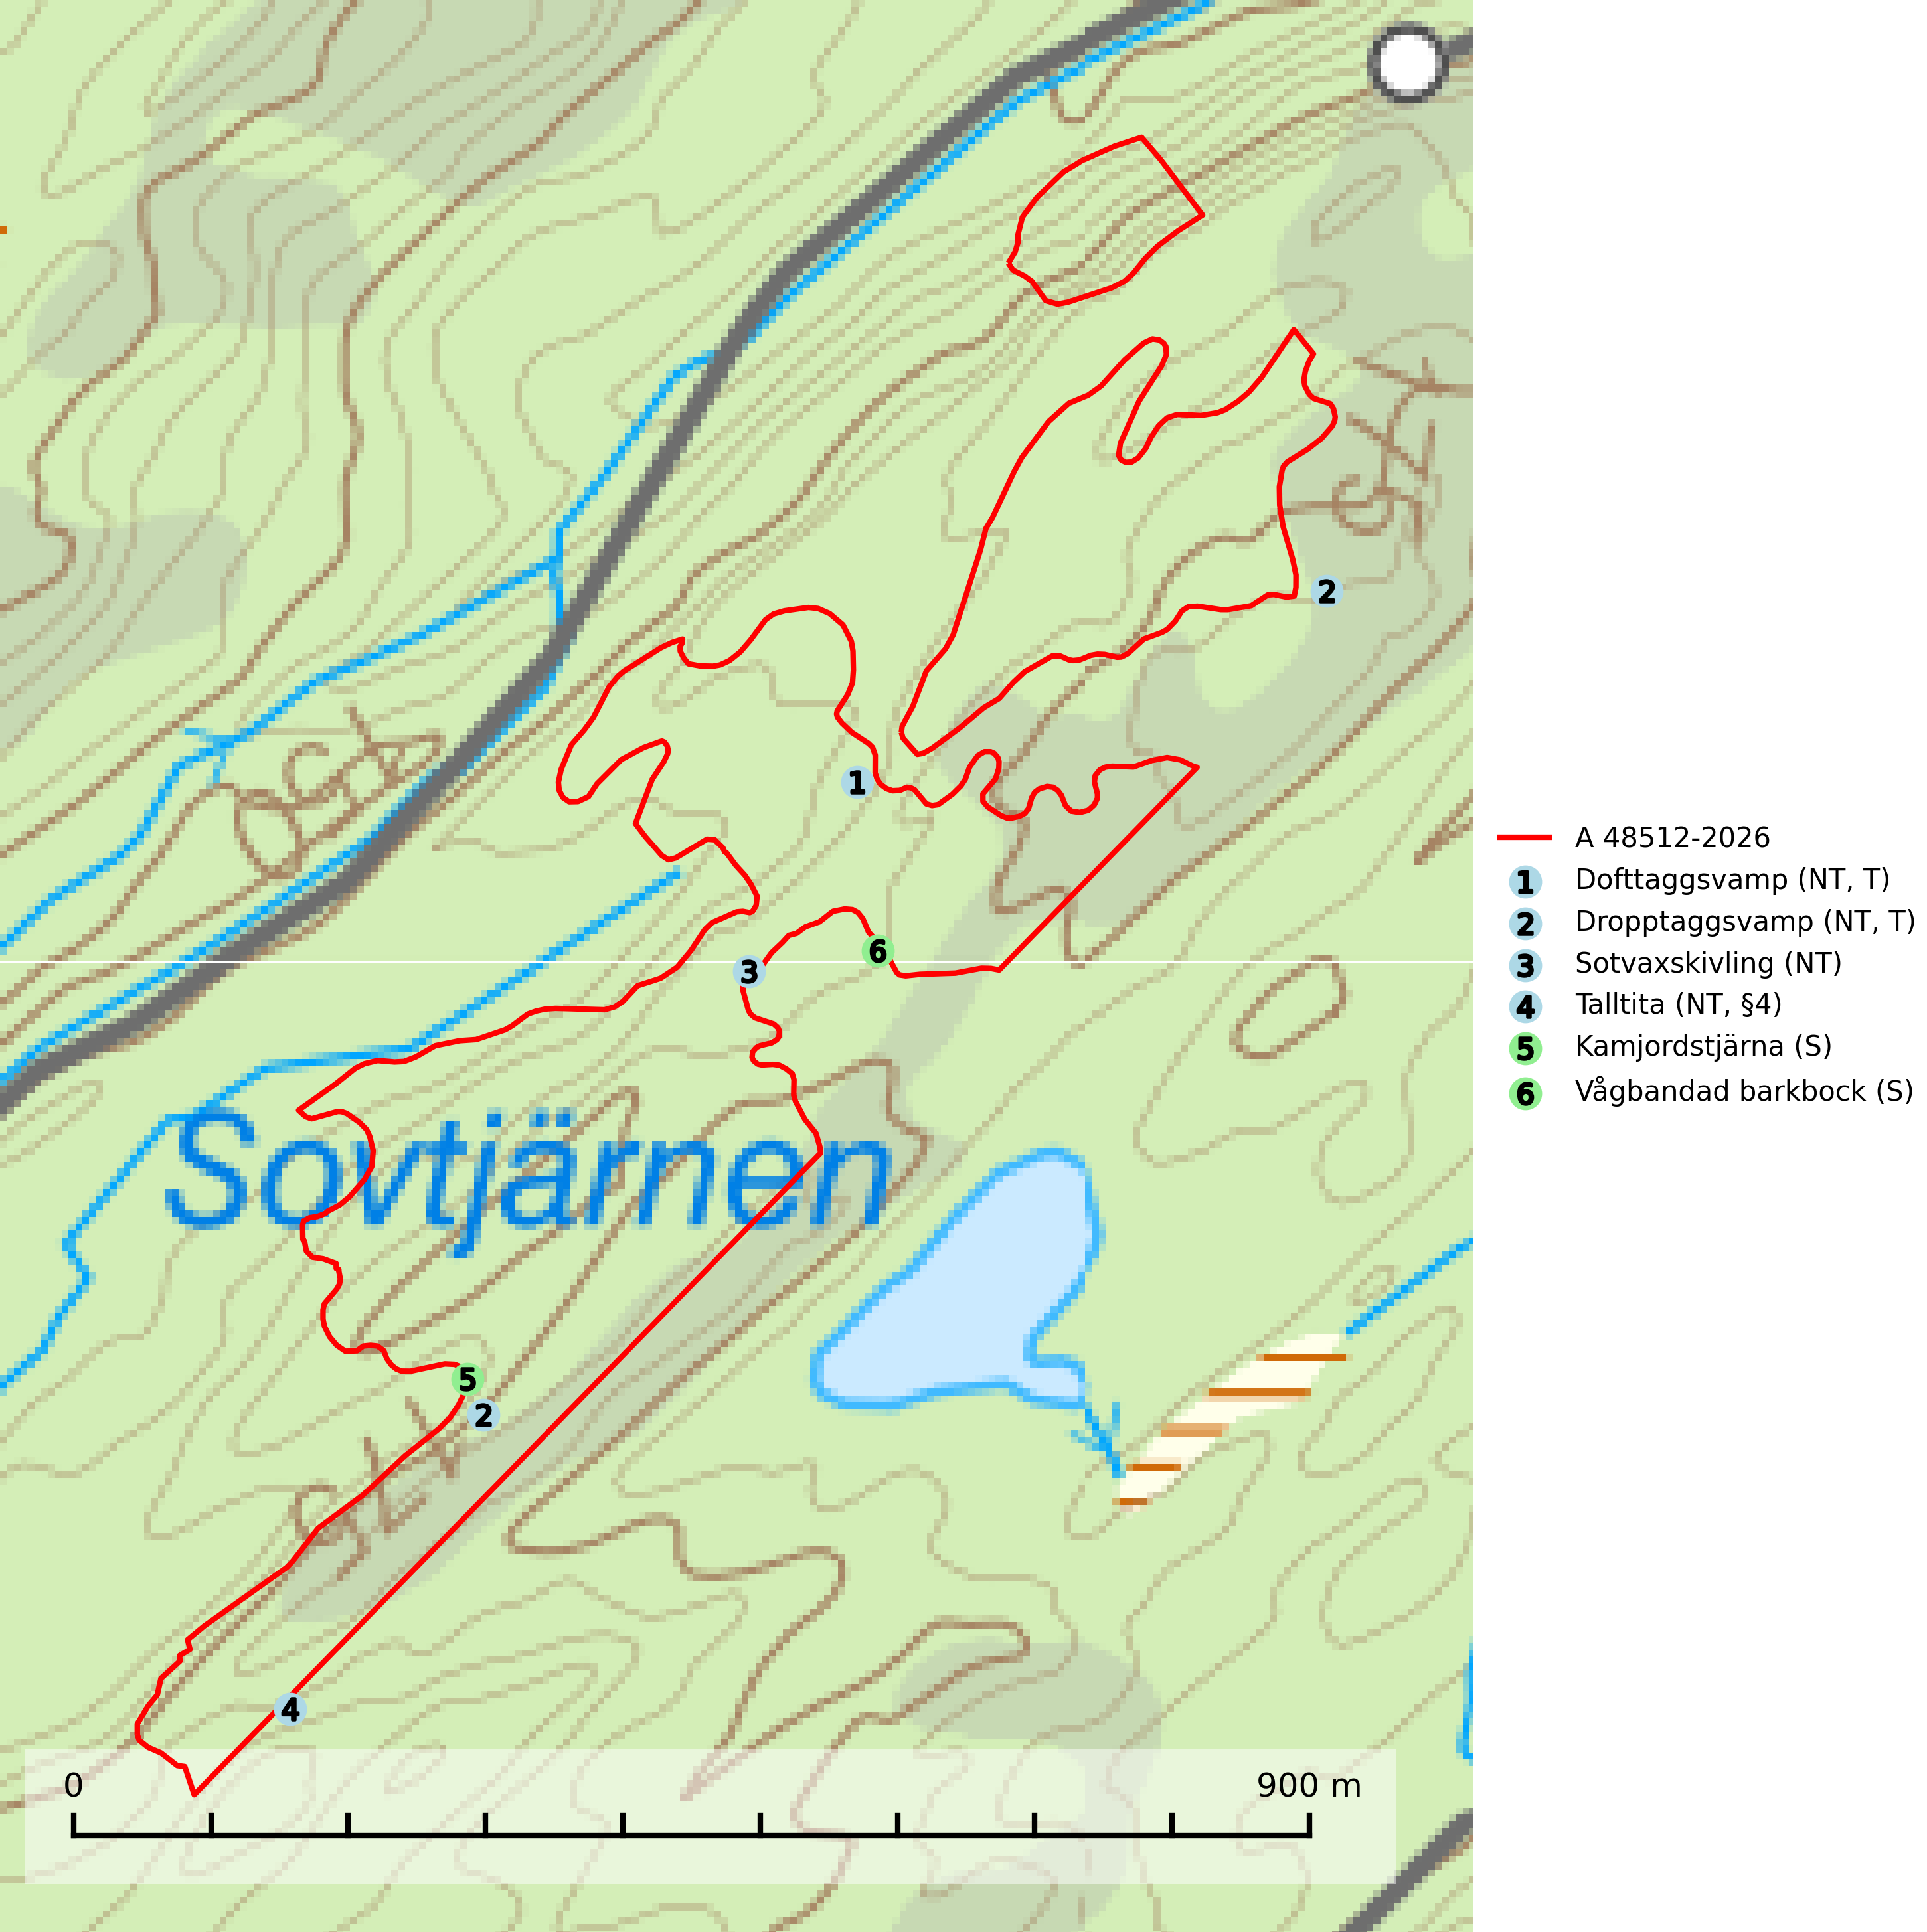 2
1
6
3
Sovtjärnen
5
2
4
0 900 m
A 48512-2026
1 Dofttaggsvamp (NT, T)
2 Dropptaggsvamp (NT, T)
3 Sotvaxskivling (NT)
4 Talltita (NT, §4)
5 Kamjordstjärna (S)
6 Vågbandad barkbock (S)